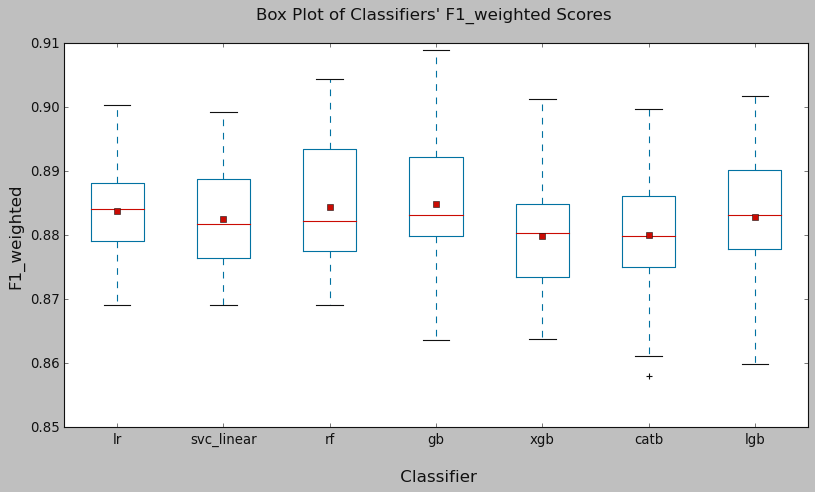 Box Plot of Classifiers' F1_weighted Scores
F1_weighted
0.91
0.90
0.89
0.88
0.87
0.86
0.85
lr svc_linear rf gb xgb catb lgb
Classifier